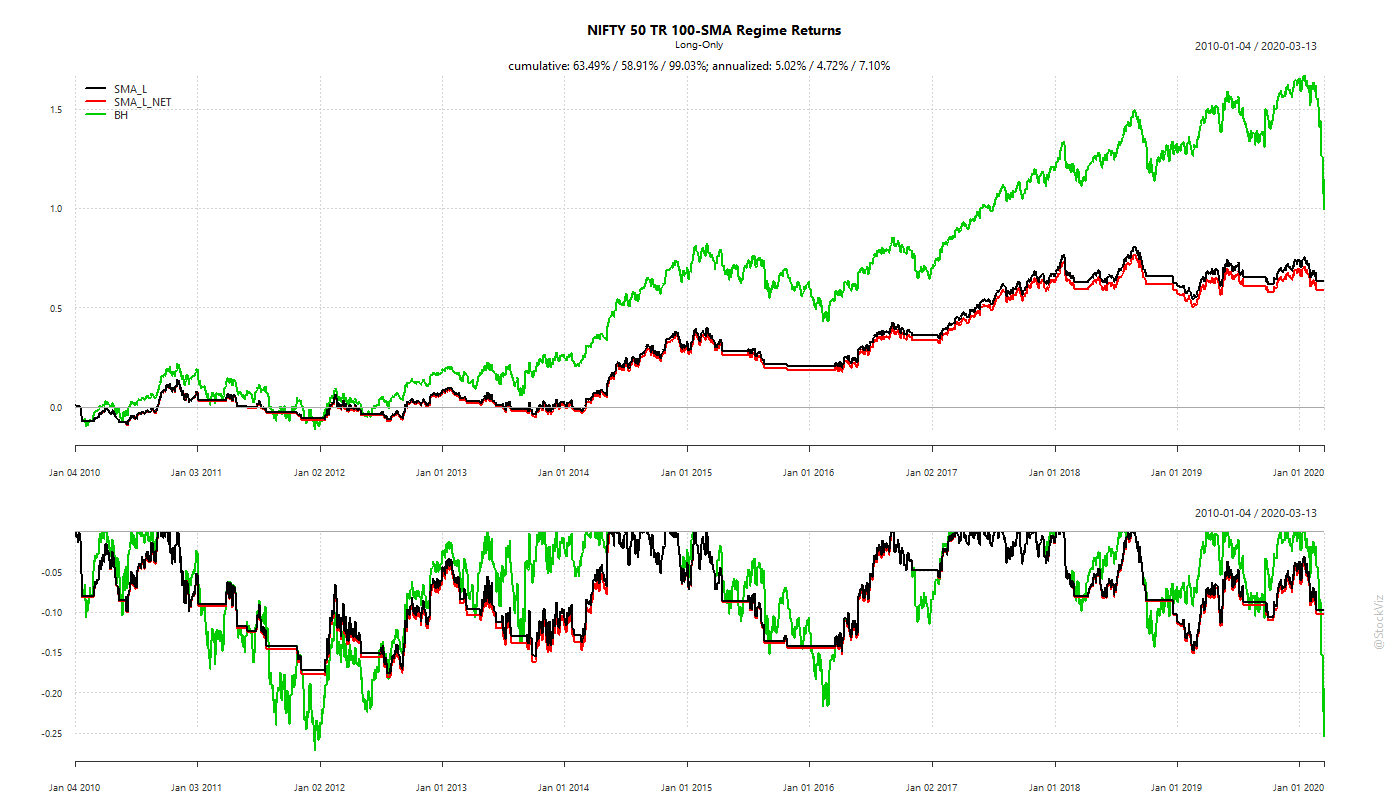 NIFTY 50 TR 100-SMA Regime Returns
Long-Only
2010-01-04 / 2020-03-13
cumulative: 63.49% / 58.91% / 99.03%; annualized: 5.02% / 4.72% / 7.10%
SMA_L
SMA_L_NET
BH
1.5
1.0
0.5
0.0
Jan 04 2010 Jan 03 2011 Jan 02 2012 Jan 01 2013 Jan 01 2014 Jan 01 2015 Jan 01 2016 Jan 02 2017 Jan 01 2018 Jan 01 2019 Jan 01 2020
2010-01-04 / 2020-03-13
-0.05
-0.10
-0.15
-0.20
-0.25
Jan 04 2010 Jan 03 2011 Jan 02 2012 Jan 01 2013 Jan 01 2014 Jan 01 2015 Jan 01 2016 Jan 02 2017 Jan 01 2018 Jan 01 2019 Jan 01 2020
@StockViz